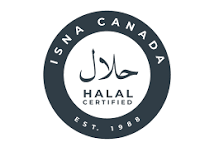 ISNA CANADA
حلال
HALAL
CERTIFIED
EST. 1988